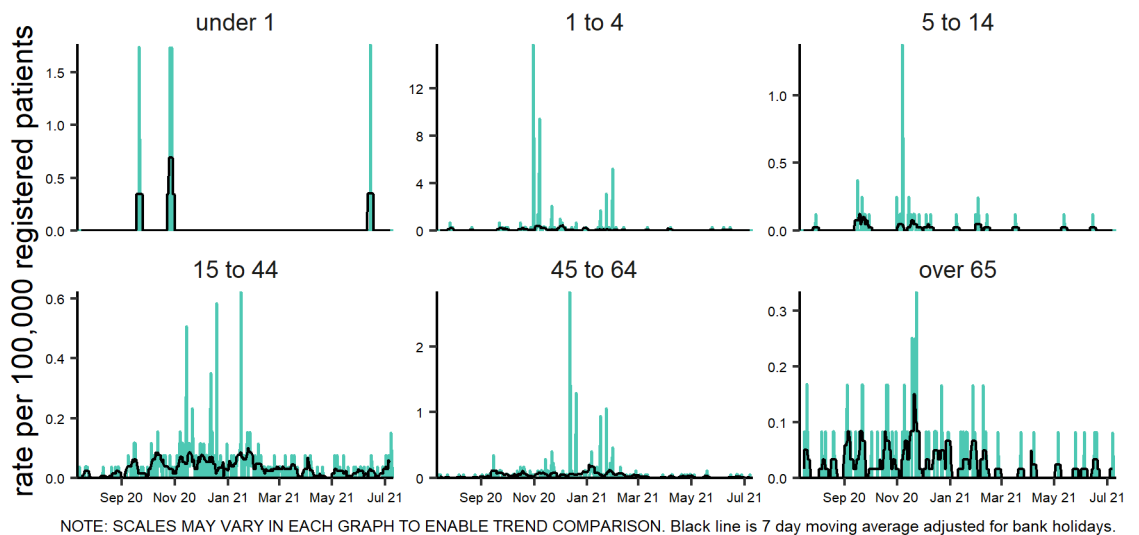 rate per 100,000 registered patients
under 1
1 to 4
5 to 14
1.5
1.0
0.5
0.0
12
8
4
0
1.0
0.5
0.0
15 to 44
45 to 64
over 65
0.6
0.4
0.2
0.0
2
1
0
0.3
0.2
0.1
0.0
Sep 20 Nov 20 Jan 21 Mar 21 May 21 Jul 21
Sep 20 Nov 20 Jan 21 Mar 21 May 21 Jul 21
Sep 20 Nov 20 Jan 21 Mar 21 May 21 Jul 21
NOTE: SCALES MAY VARY IN EACH GRAPH TO ENABLE TREND COMPARISON. Black line is 7 day moving average adjusted for bank holidays.